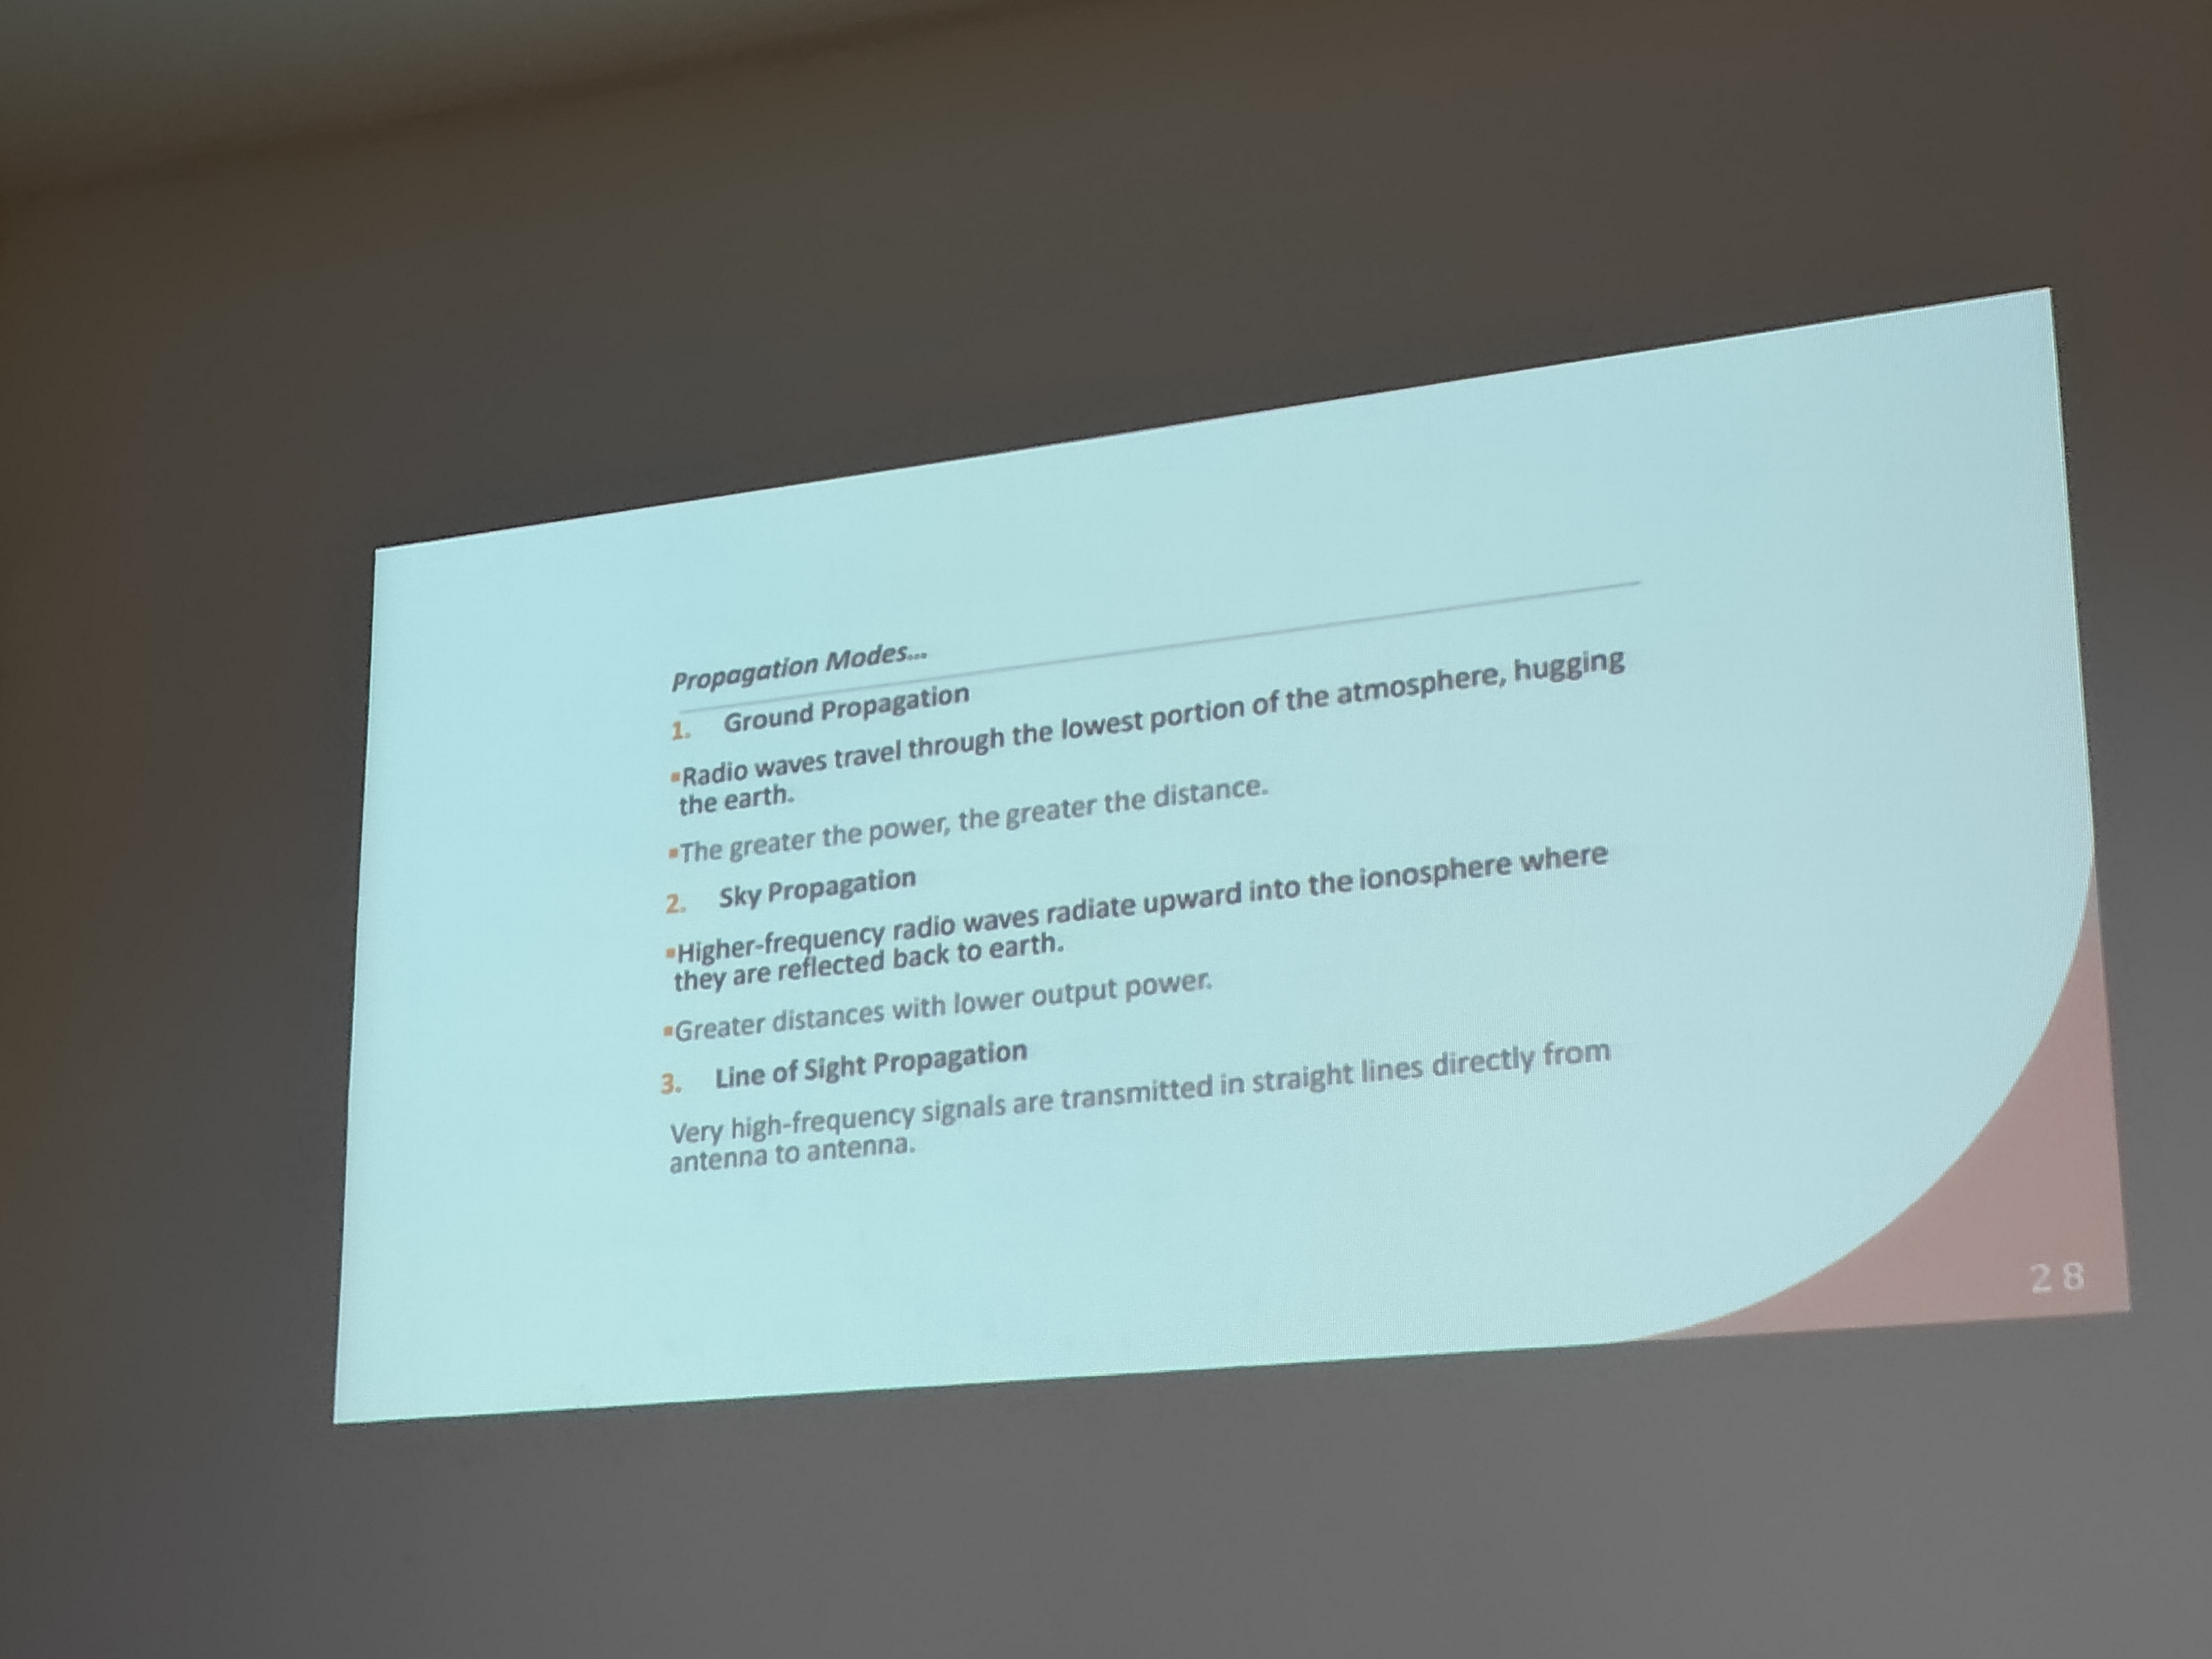 Propagation Modes...
1. Ground Propagation
▪Radio waves travel through the lowest portion of the atmosphere, hugging
the earth.
▪The greater the power, the greater the distance.
2. Sky Propagation
▪Higher-frequency radio waves radiate upward into the ionosphere where
they are reflected back to earth.
▪Greater distances with lower output power.
3. Line of Sight Propagation
Very high-frequency signals are transmitted in straight lines directly from
antenna to antenna.
28